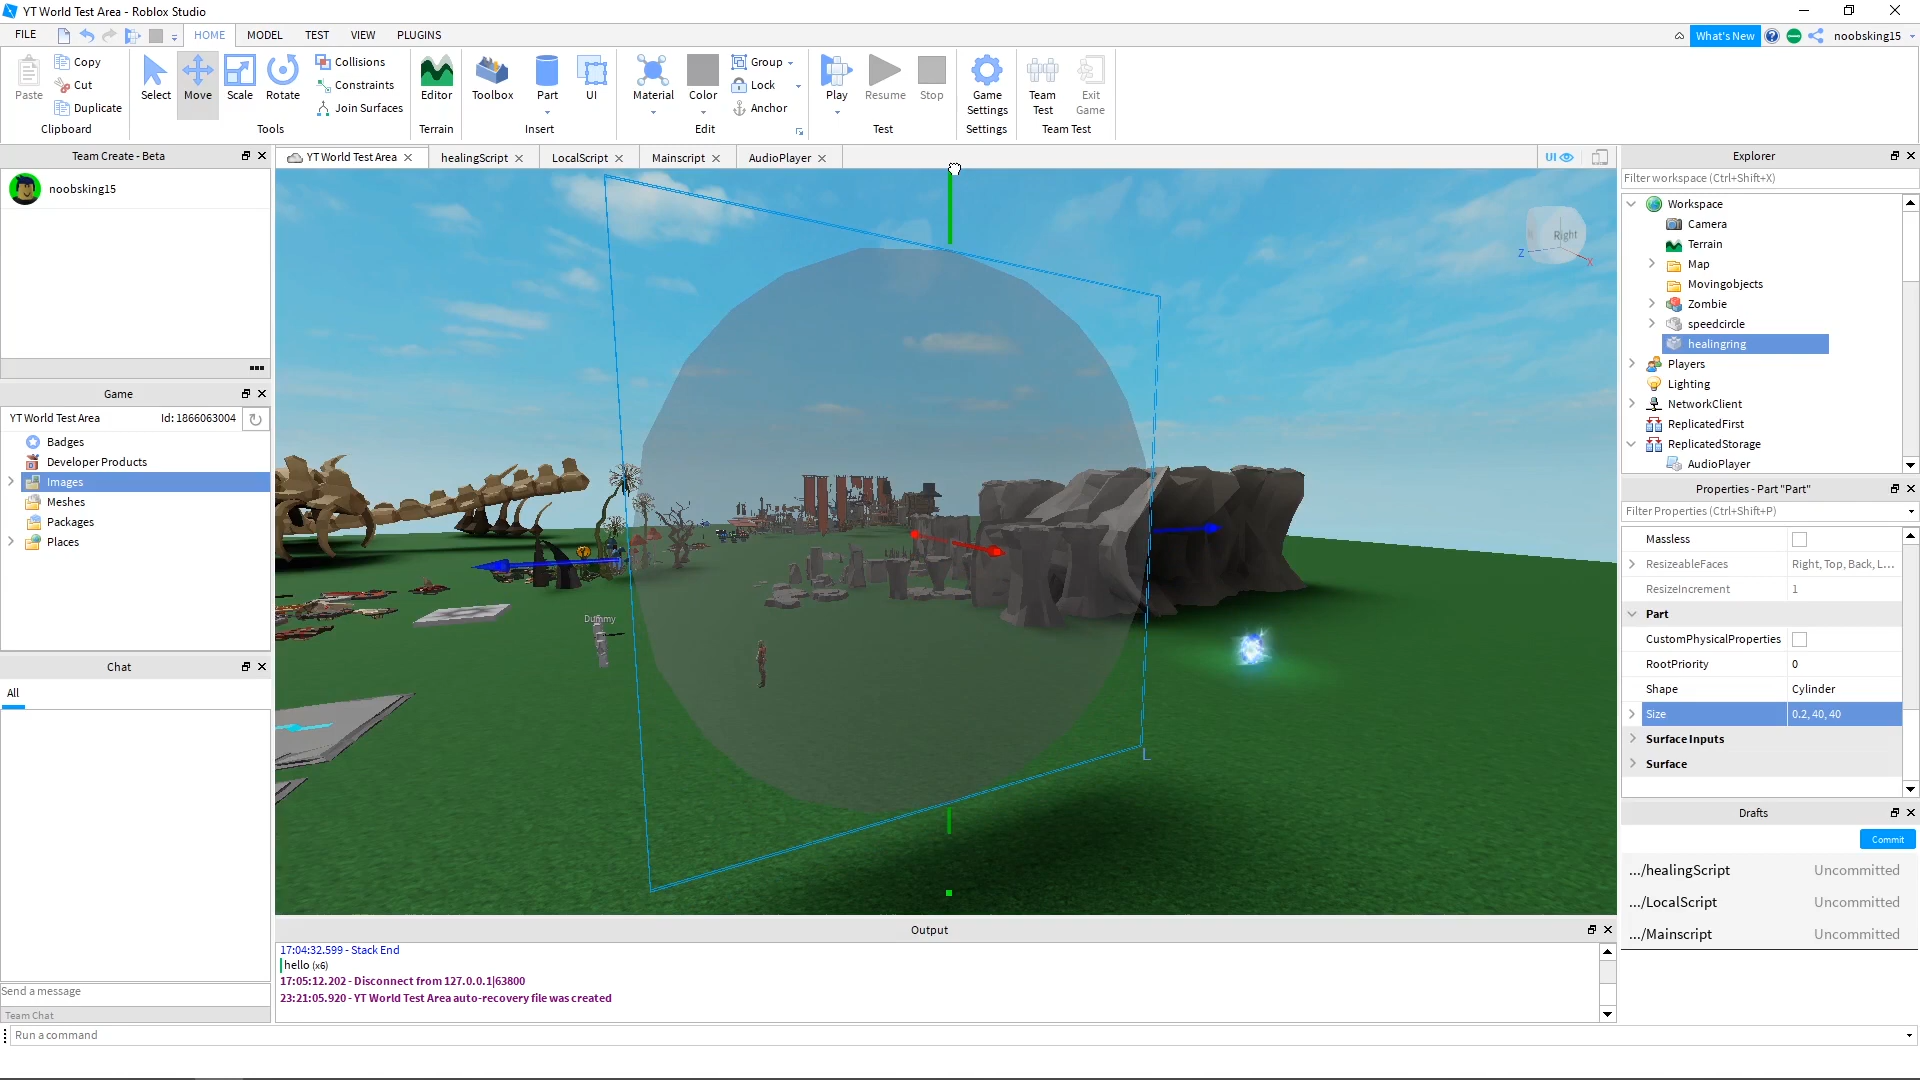 YT World Test Area - Roblox Studio
FILE HOME MODEL TEST VIEW PLUGINS What's New noobsking15
Paste Copy Cut Duplicate Clipboard
Select Move Scale Rotate Collisions Constraints Join Surfaces Tools
Editor Terrain
Toolbox Part UI Insert
Material Color Group Lock Anchor Edit
Play Resume Stop Test
Game Settings Settings
Team Test Exit Game Team Test
Team Create - Beta
noobsking15
Game
YT World Test Area Id: 1866063004
Badges
Developer Products
Images
Meshes
Packages
Places
Chat
All
Send a message
Team Chat
YT World Test Area healingScript LocalScript Mainscript AudioPlayer UI
Right
Z
X
Dummy
L
Output
17:04:32.599 - Stack End
hello (x6)
17:05:12.202 - Disconnect from 127.0.0.1|63800
23:21:05.920 - YT World Test Area auto-recovery file was created
Run a command
Explorer
Filter workspace (Ctrl+Shift+X)
Workspace
Camera
Terrain
Map
Movingobjects
Zombie
speedcircle
healingring
Players
Lighting
NetworkClient
ReplicatedFirst
ReplicatedStorage
AudioPlayer
Properties - Part "Part"
Filter Properties (Ctrl+Shift+P)
Massless
ResizeableFaces Right, Top, Back, L...
ResizeIncrement 1
Part
CustomPhysicalProperties
RootPriority 0
Shape Cylinder
Size 0.2, 40, 40
Surface Inputs
Surface
Drafts
Commit
.../healingScript Uncommitted
.../LocalScript Uncommitted
.../Mainscript Uncommitted